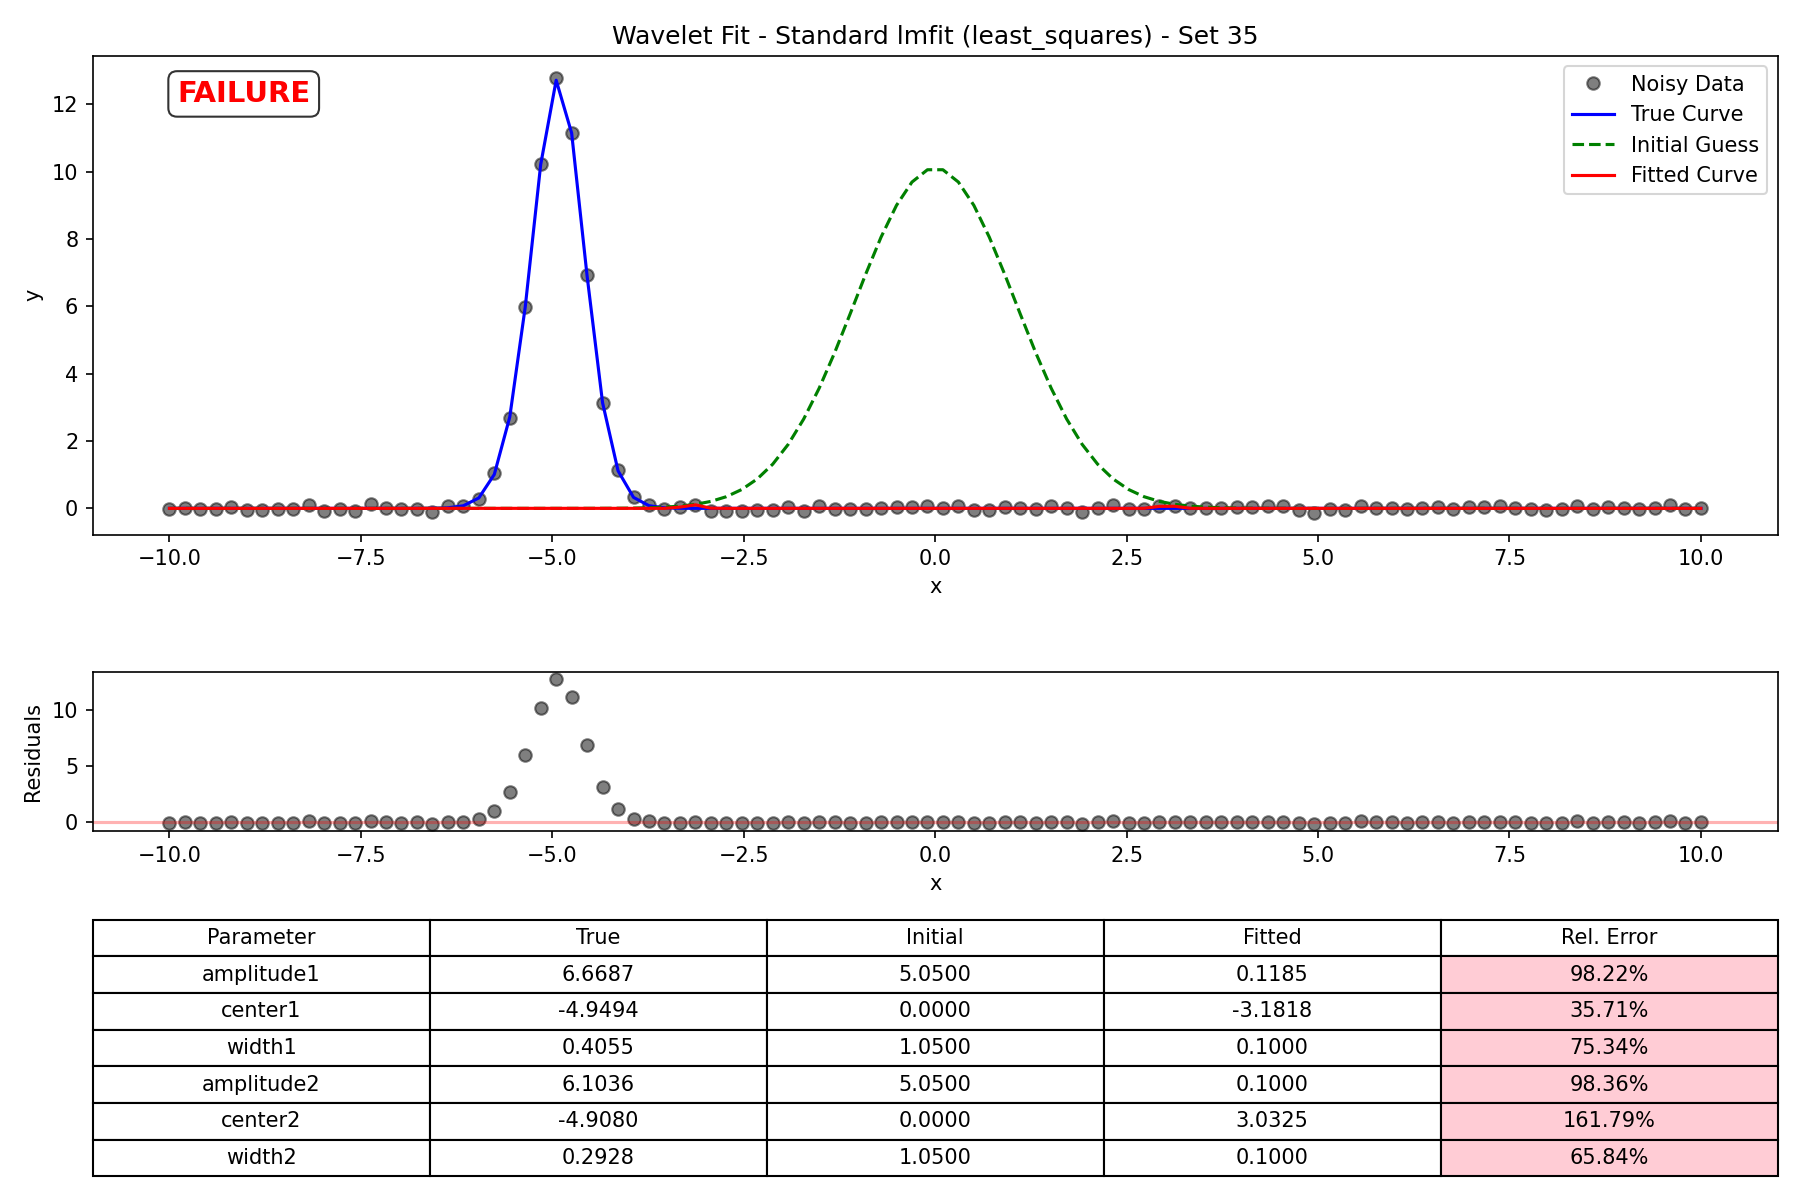 Wavelet Fit - Standard lmfit (least_squares) - Set 35
FAILURE
Noisy Data
True Curve
Initial Guess
Fitted Curve
y
12
10
8
6
4
2
0
−10.0 −7.5 −5.0 −2.5 0.0 2.5 5.0 7.5 10.0
x
Residuals
10
5
0
−10.0 −7.5 −5.0 −2.5 0.0 2.5 5.0 7.5 10.0
x
Parameter True Initial Fitted Rel. Error
amplitude1 6.6687 5.0500 0.1185 98.22%
center1 -4.9494 0.0000 -3.1818 35.71%
width1 0.4055 1.0500 0.1000 75.34%
amplitude2 6.1036 5.0500 0.1000 98.36%
center2 -4.9080 0.0000 3.0325 161.79%
width2 0.2928 1.0500 0.1000 65.84%